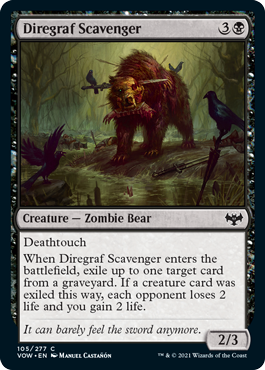 Diregraf Scavenger 3
Creature — Zombie Bear
Deathtouch
When Diregraf Scavenger enters the
battlefield, exile up to one target card
from a graveyard. If a creature card was
exiled this way, each opponent loses 2
life and you gain 2 life.
It can barely feel the sword anymore.
2/3
105/277 C
VOW • EN MANUEL CASTAÑÓN
™ & © 2021 Wizards of the Coast